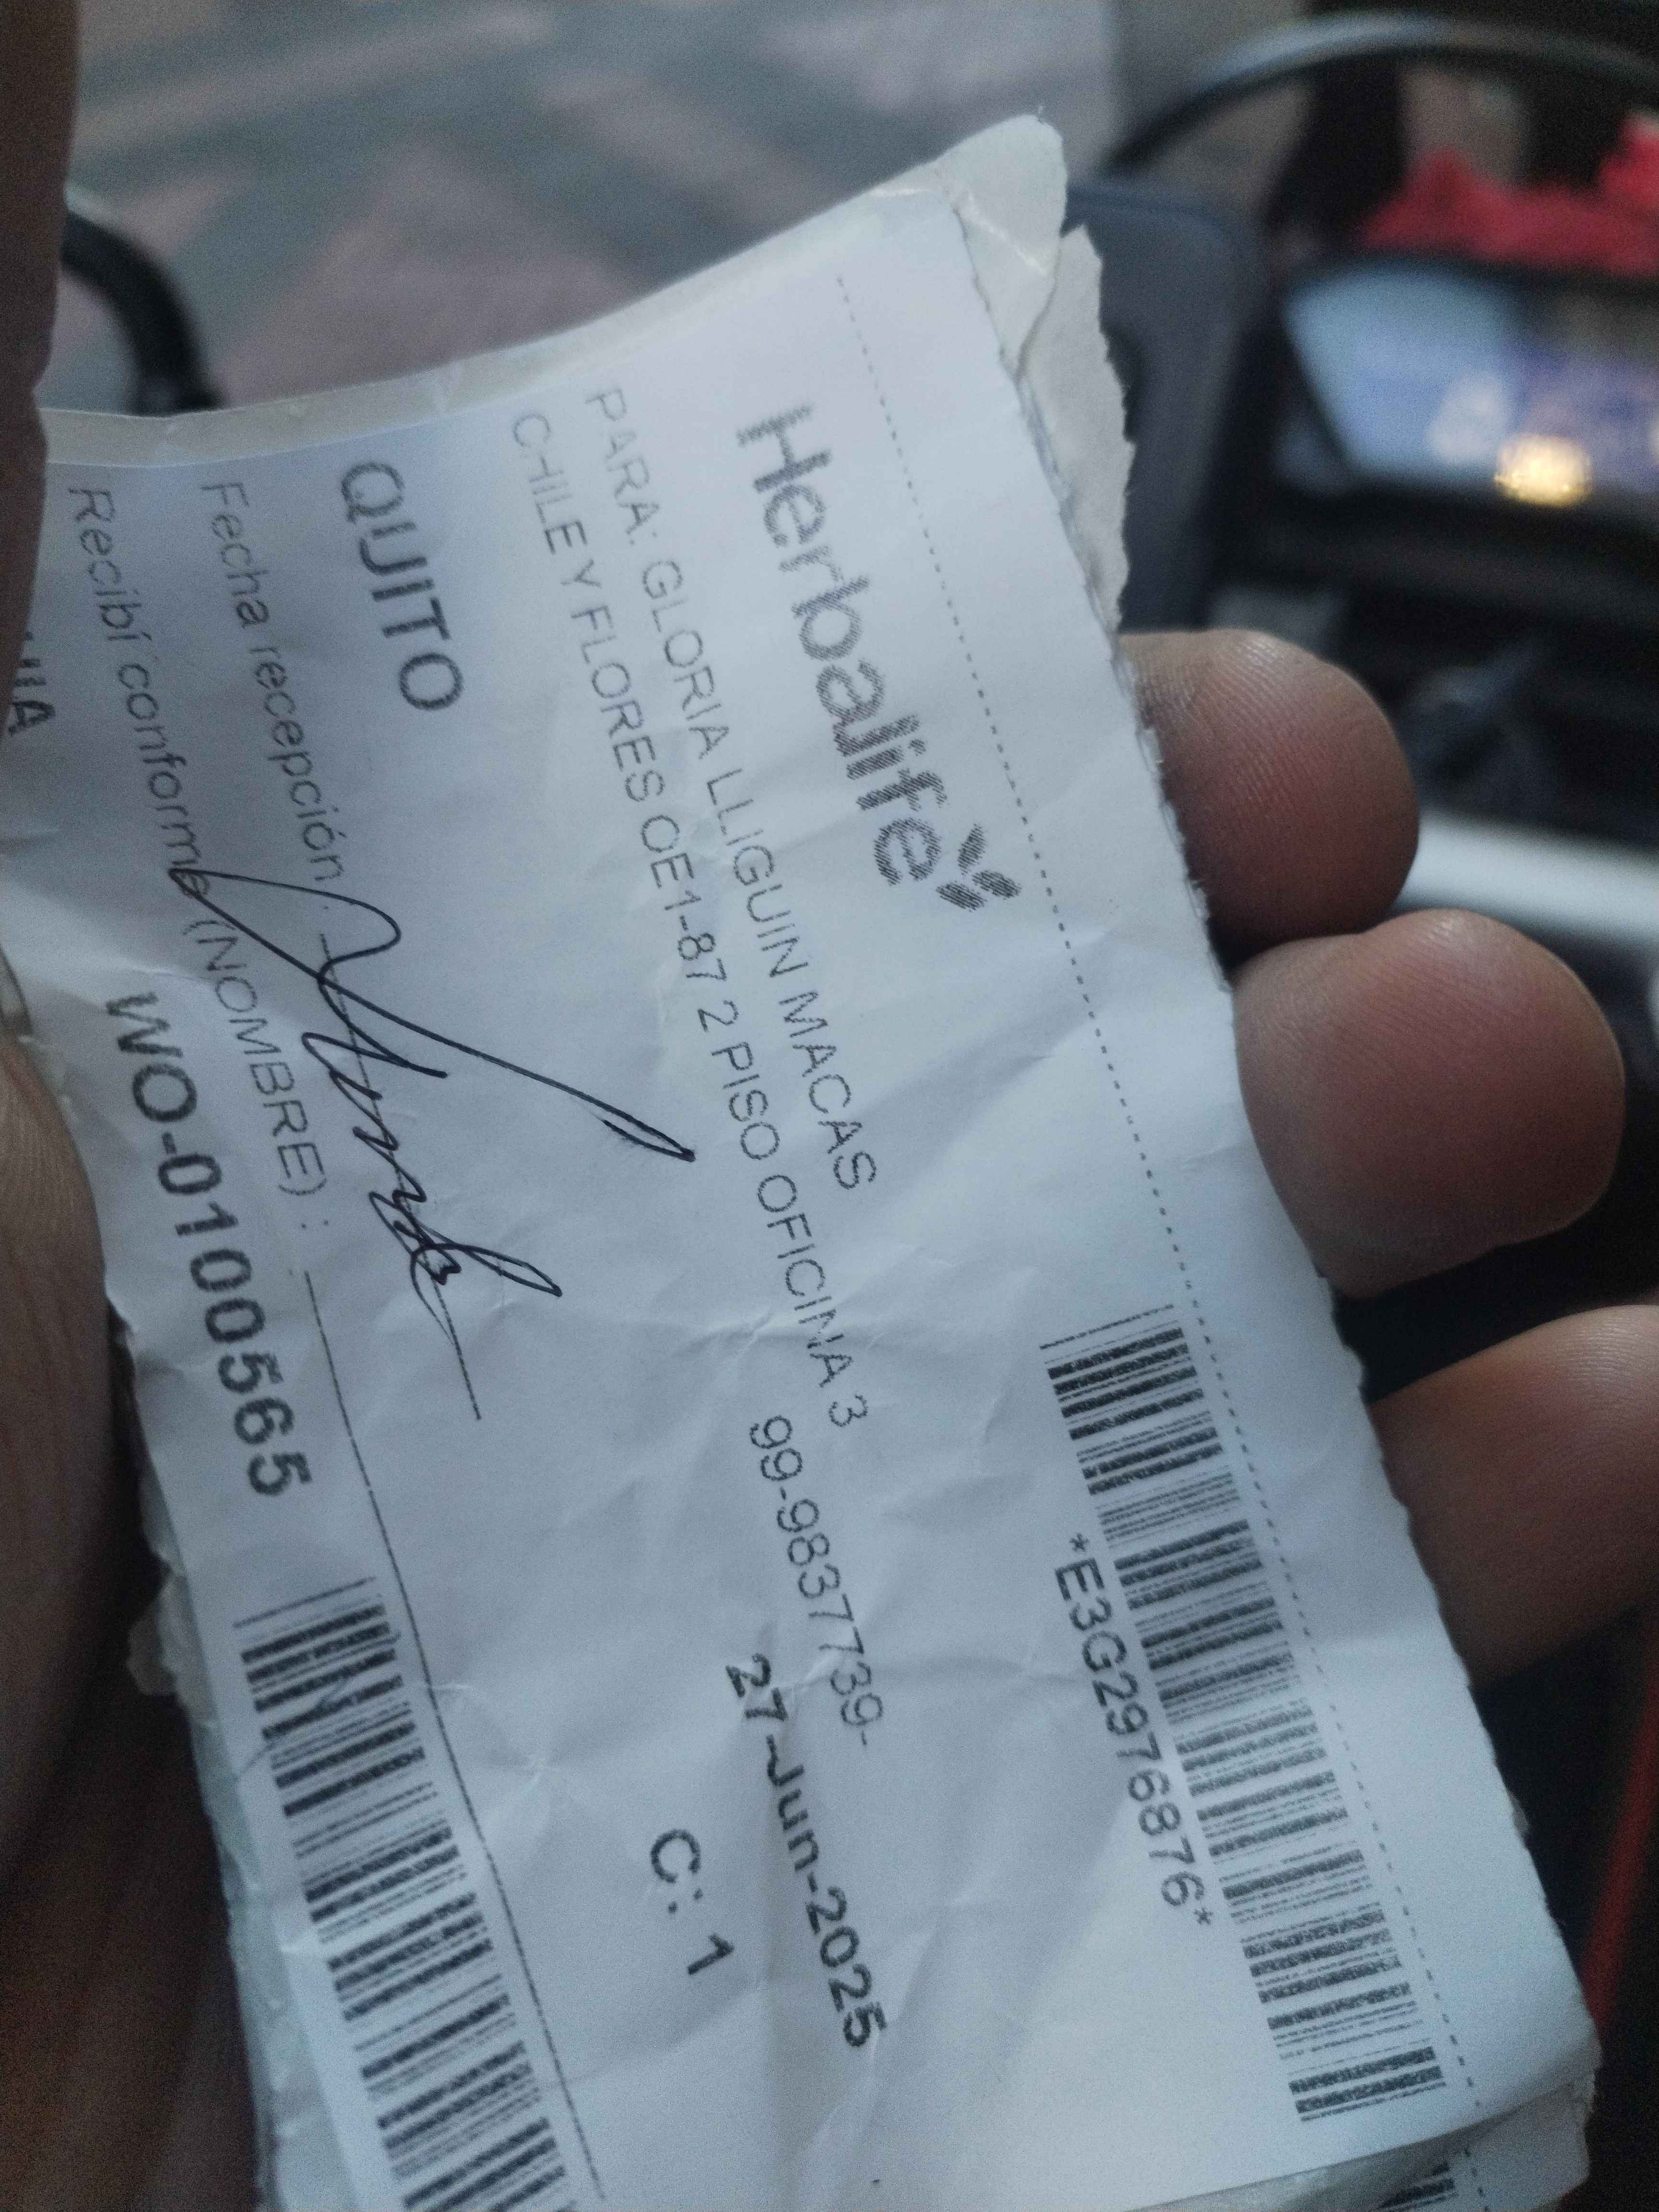 *E3G2976876*
Herbalife
PARA: GLORIA LLIGUIN MACAS
CHILE Y FLORES OE1-87 2 PISO OFICINA 3
99-9837739-
27-Jun-2025
QUITO
C: 1
Fecha recepción :
Recibí conforme (NOMBRE) :
WO-0100565